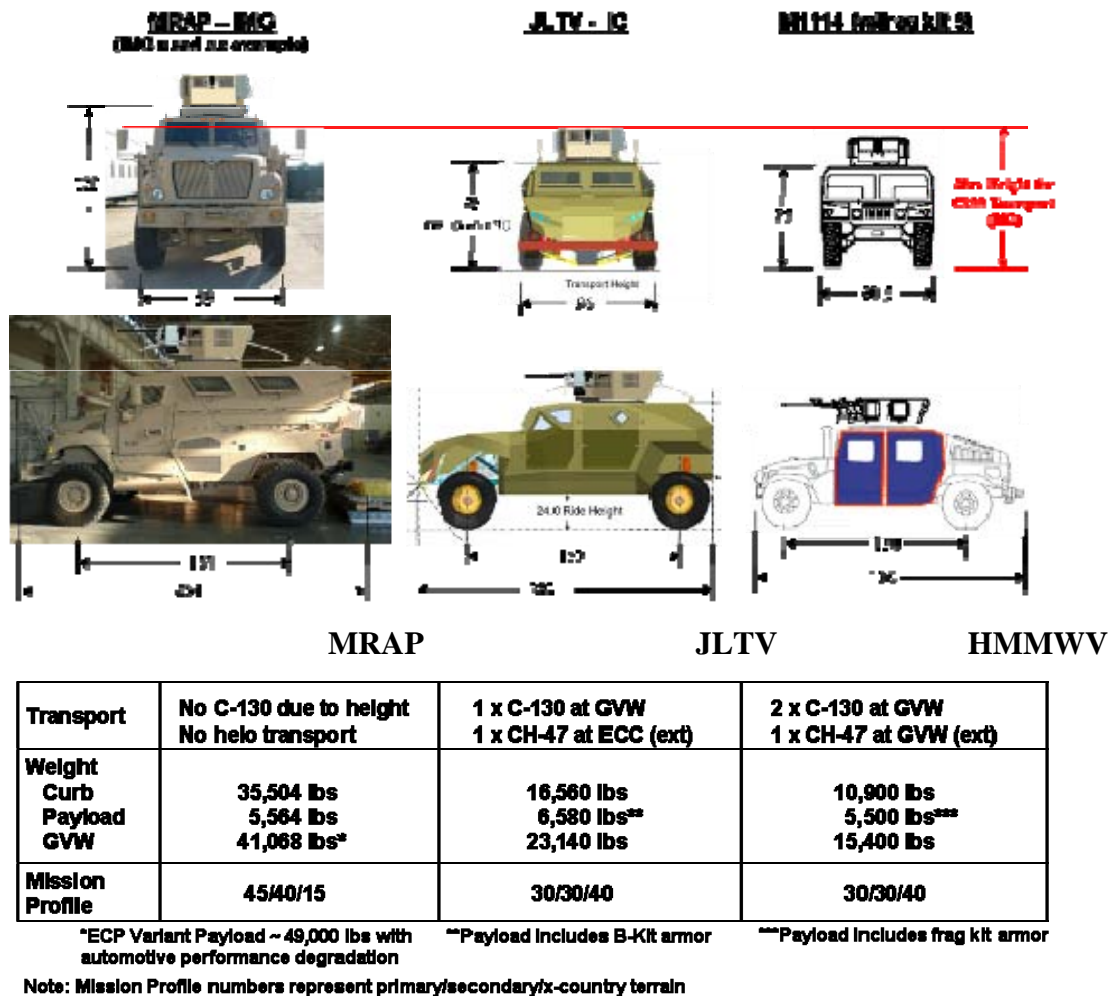 MRAP – IMG
JLTV - IC
Transport Height
24.0 Ride Height
MRAP JLTV HMMWV
Transport
No C-130 due to height
No helo transport
1 x C-130 at GVW
1 x CH-47 at ECC (ext)
2 x C-130 at GVW
1 x CH-47 at GVW (ext)
Weight
Curb 35,504 lbs 16,560 lbs 10,900 lbs
Payload 5,564 lbs 6,580 lbs** 5,500 lbs***
GVW 41,068 lbs* 23,140 lbs 15,400 lbs
Mission
Profile
45/40/15 30/30/40 30/30/40
*ECP Variant Payload ~ 49,000 lbs with
automotive performance degradation
**Payload includes B-Kit armor
***Payload includes frag kit armor
Note: Mission Profile numbers represent primary/secondary/x-country terrain